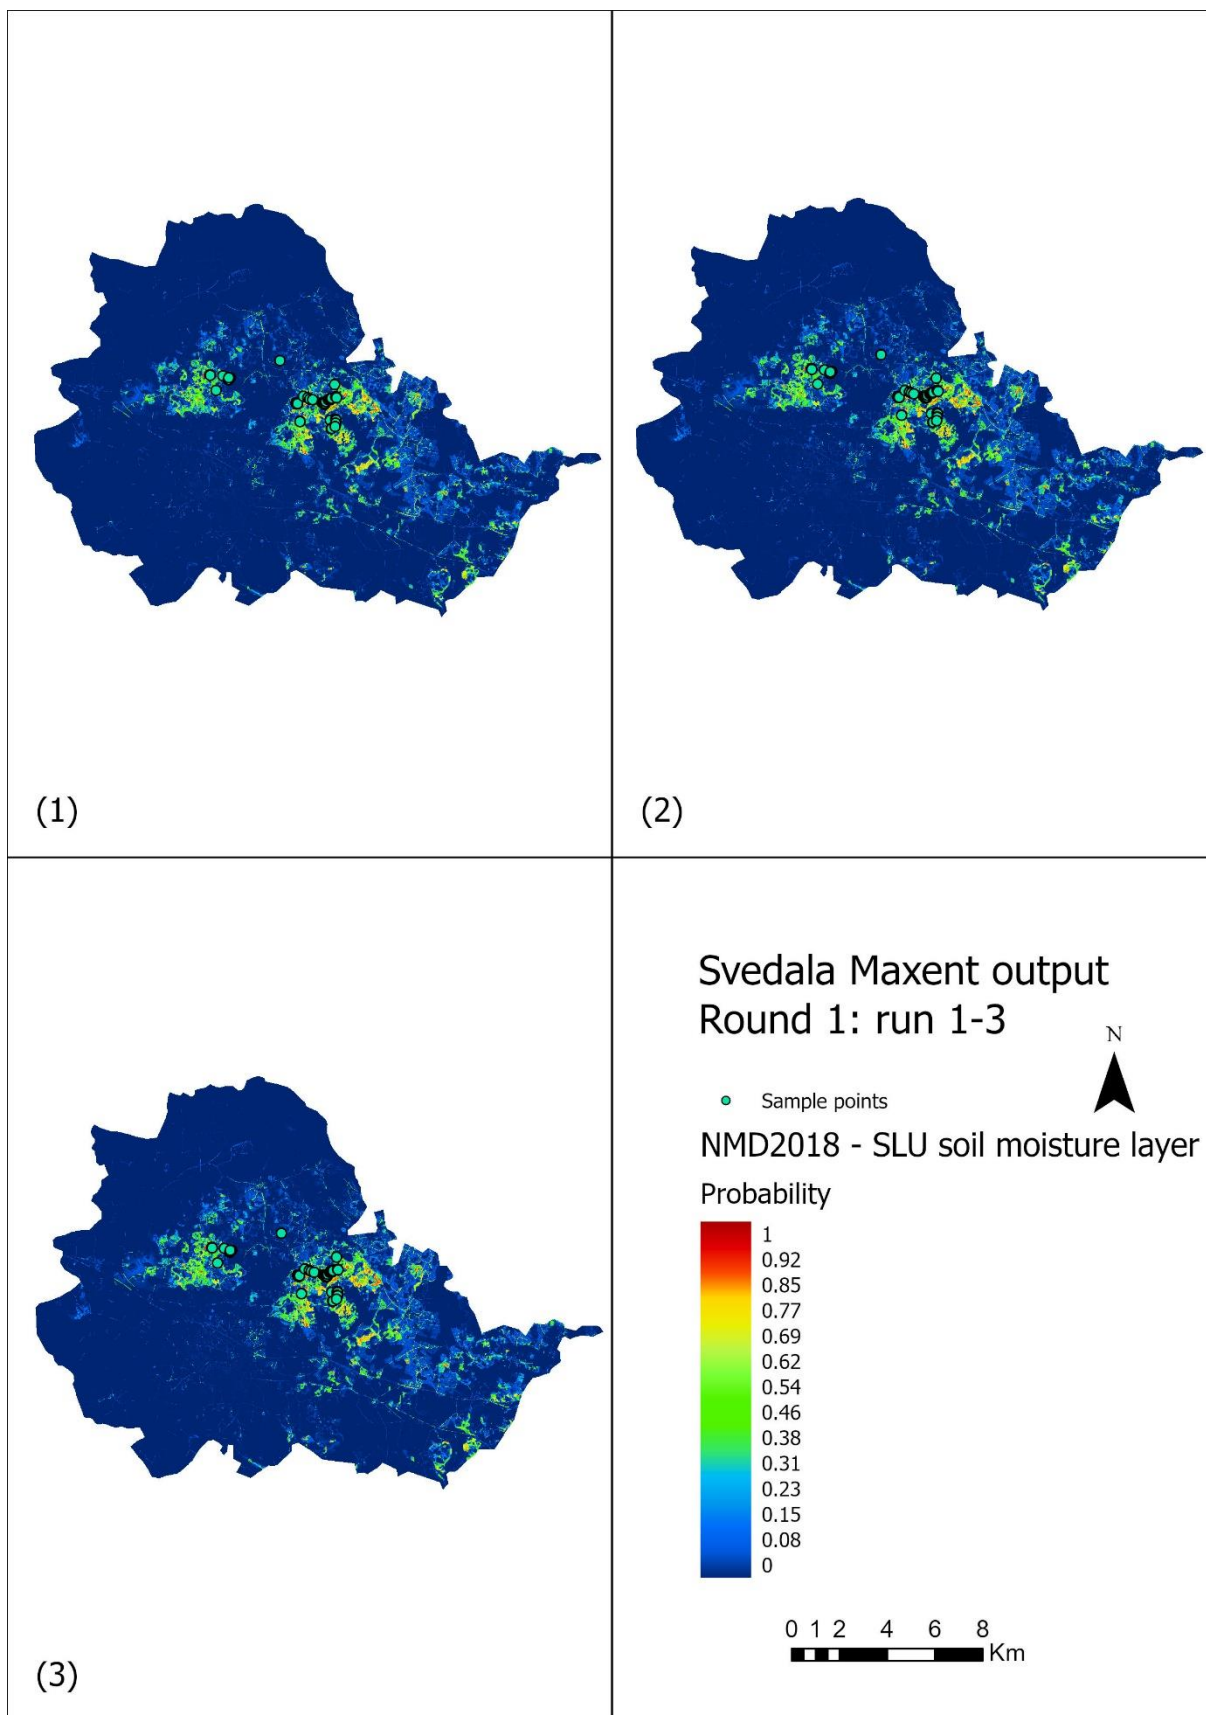 (1)
(2)
(3)
Svedala Maxent output
Round 1: run 1-3
N
Sample points
NMD2018 - SLU soil moisture layer
Probability
1
0.92
0.85
0.77
0.69
0.62
0.54
0.46
0.38
0.31
0.23
0.15
0.08
0
0 1 2 4 6 8
Km